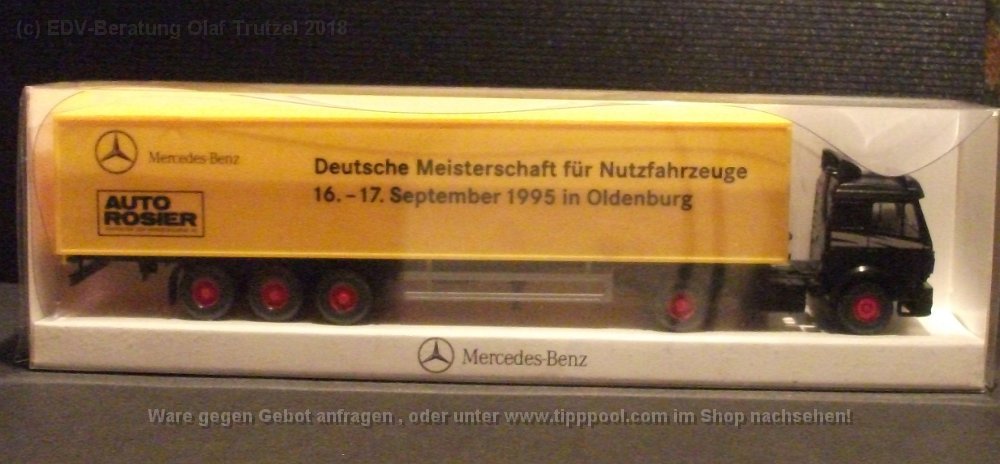 (c) EDV-Beratung Olaf Trutzel 2018
Mercedes-Benz
Deutsche Meisterschaft für Nutzfahrzeuge
16.-17. September 1995 in Oldenburg
AUTO
ROSIER
Mercedes-Benz
Ware gegen Gebot anfragen , oder unter www.tipppool.com im Shop nachsehen!